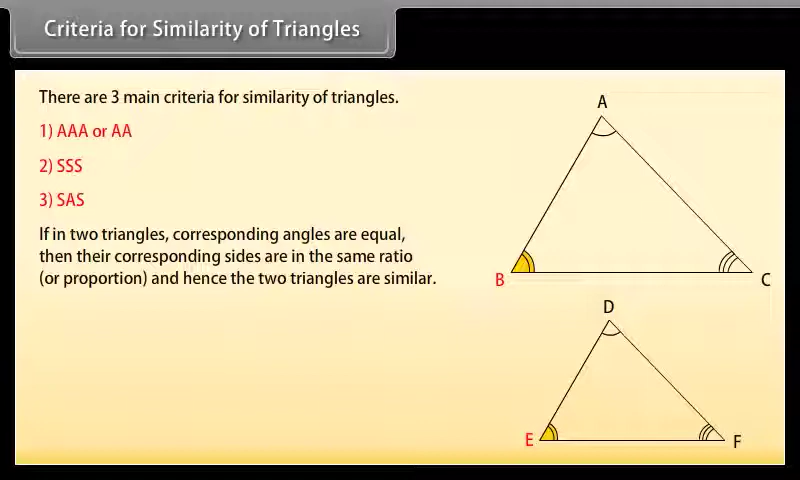 Criteria for Similarity of Triangles
There are 3 main criteria for similarity of triangles.
1) AAA or AA
2) SSS
3) SAS
If in two triangles, corresponding angles are equal,
then their corresponding sides are in the same ratio
(or proportion) and hence the two triangles are similar.
A
B
C
D
E
F